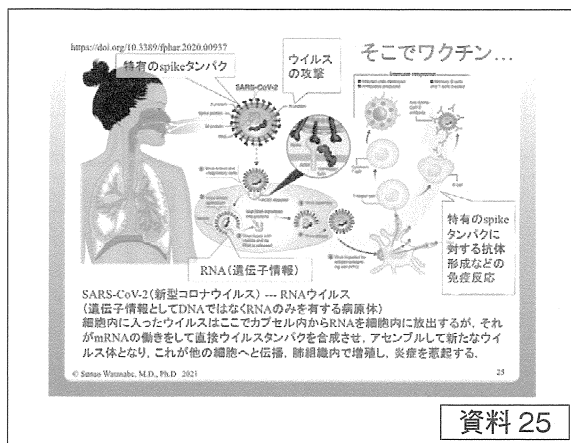 https://doi.org/10.3389/fphar.2020.00937
そこでワクチン…
特有のspikeタンパク
ウイルス
の攻撃
SARS-CoV-2
特有のspike
タンパクに
対する抗体
形成などの
免疫反応
RNA(遺伝子情報)
SARS-CoV-2(新型コロナウイルス) --- RNAウイルス
(遺伝子情報としてDNAではなくRNAのみを有する病原体)
細胞内に入ったウイルスはここでカプセル内からRNAを細胞内に放出するが、それ
がmRNAの働きをして直接ウイルスタンパクを合成させ、アセンブルして新たなウイ
ルス体となり、これが他の細胞へと伝播、肺組織内で増殖し、炎症を惹起する。
© Sunao Watanabe, M.D., Ph.D 2021
25
資料 25